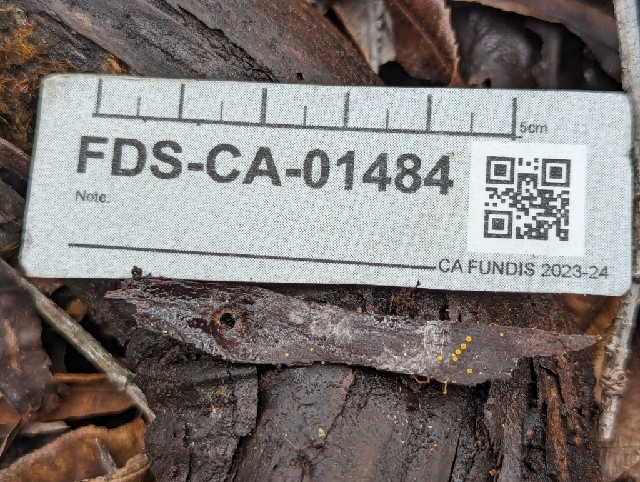 5cm
FDS-CA-01484
Note.
CA FUNDIS 2023-24